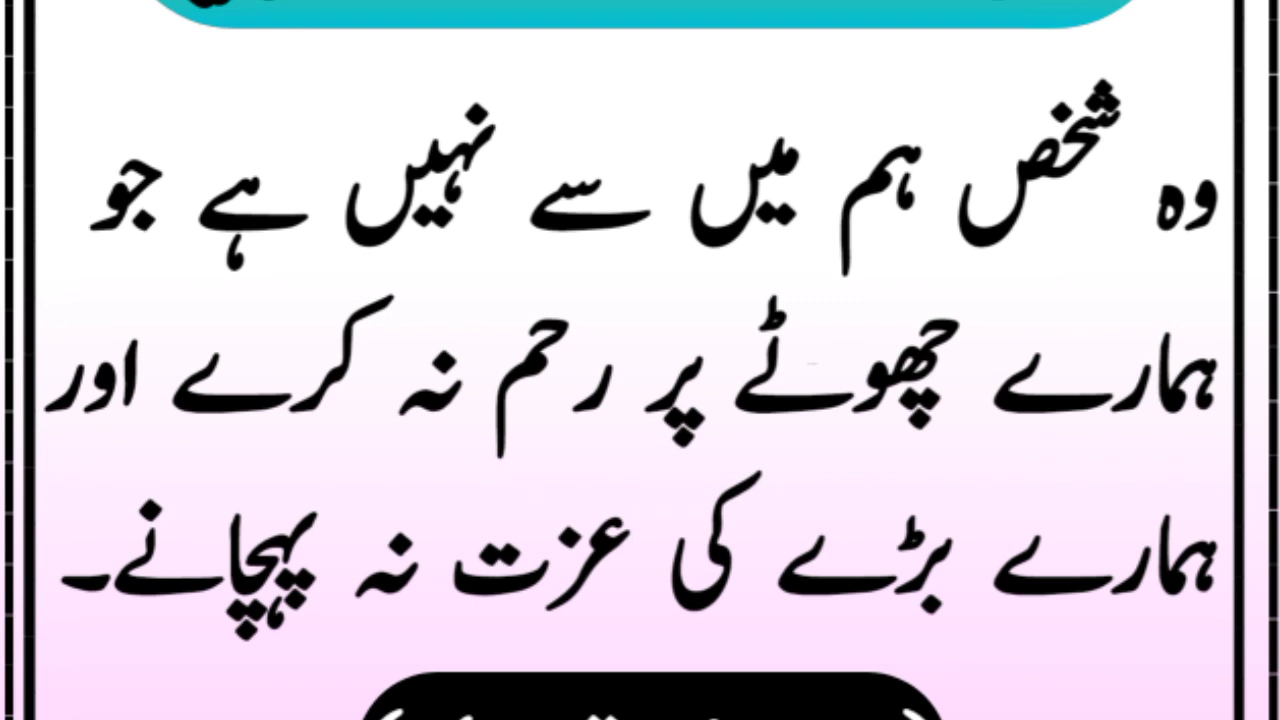 وہ شخص ہم میں سے نہیں ہے جو
ہمارے چھوٹے پر رحم نہ کرے اور
ہمارے بڑے کی عزت نہ پہچانے۔